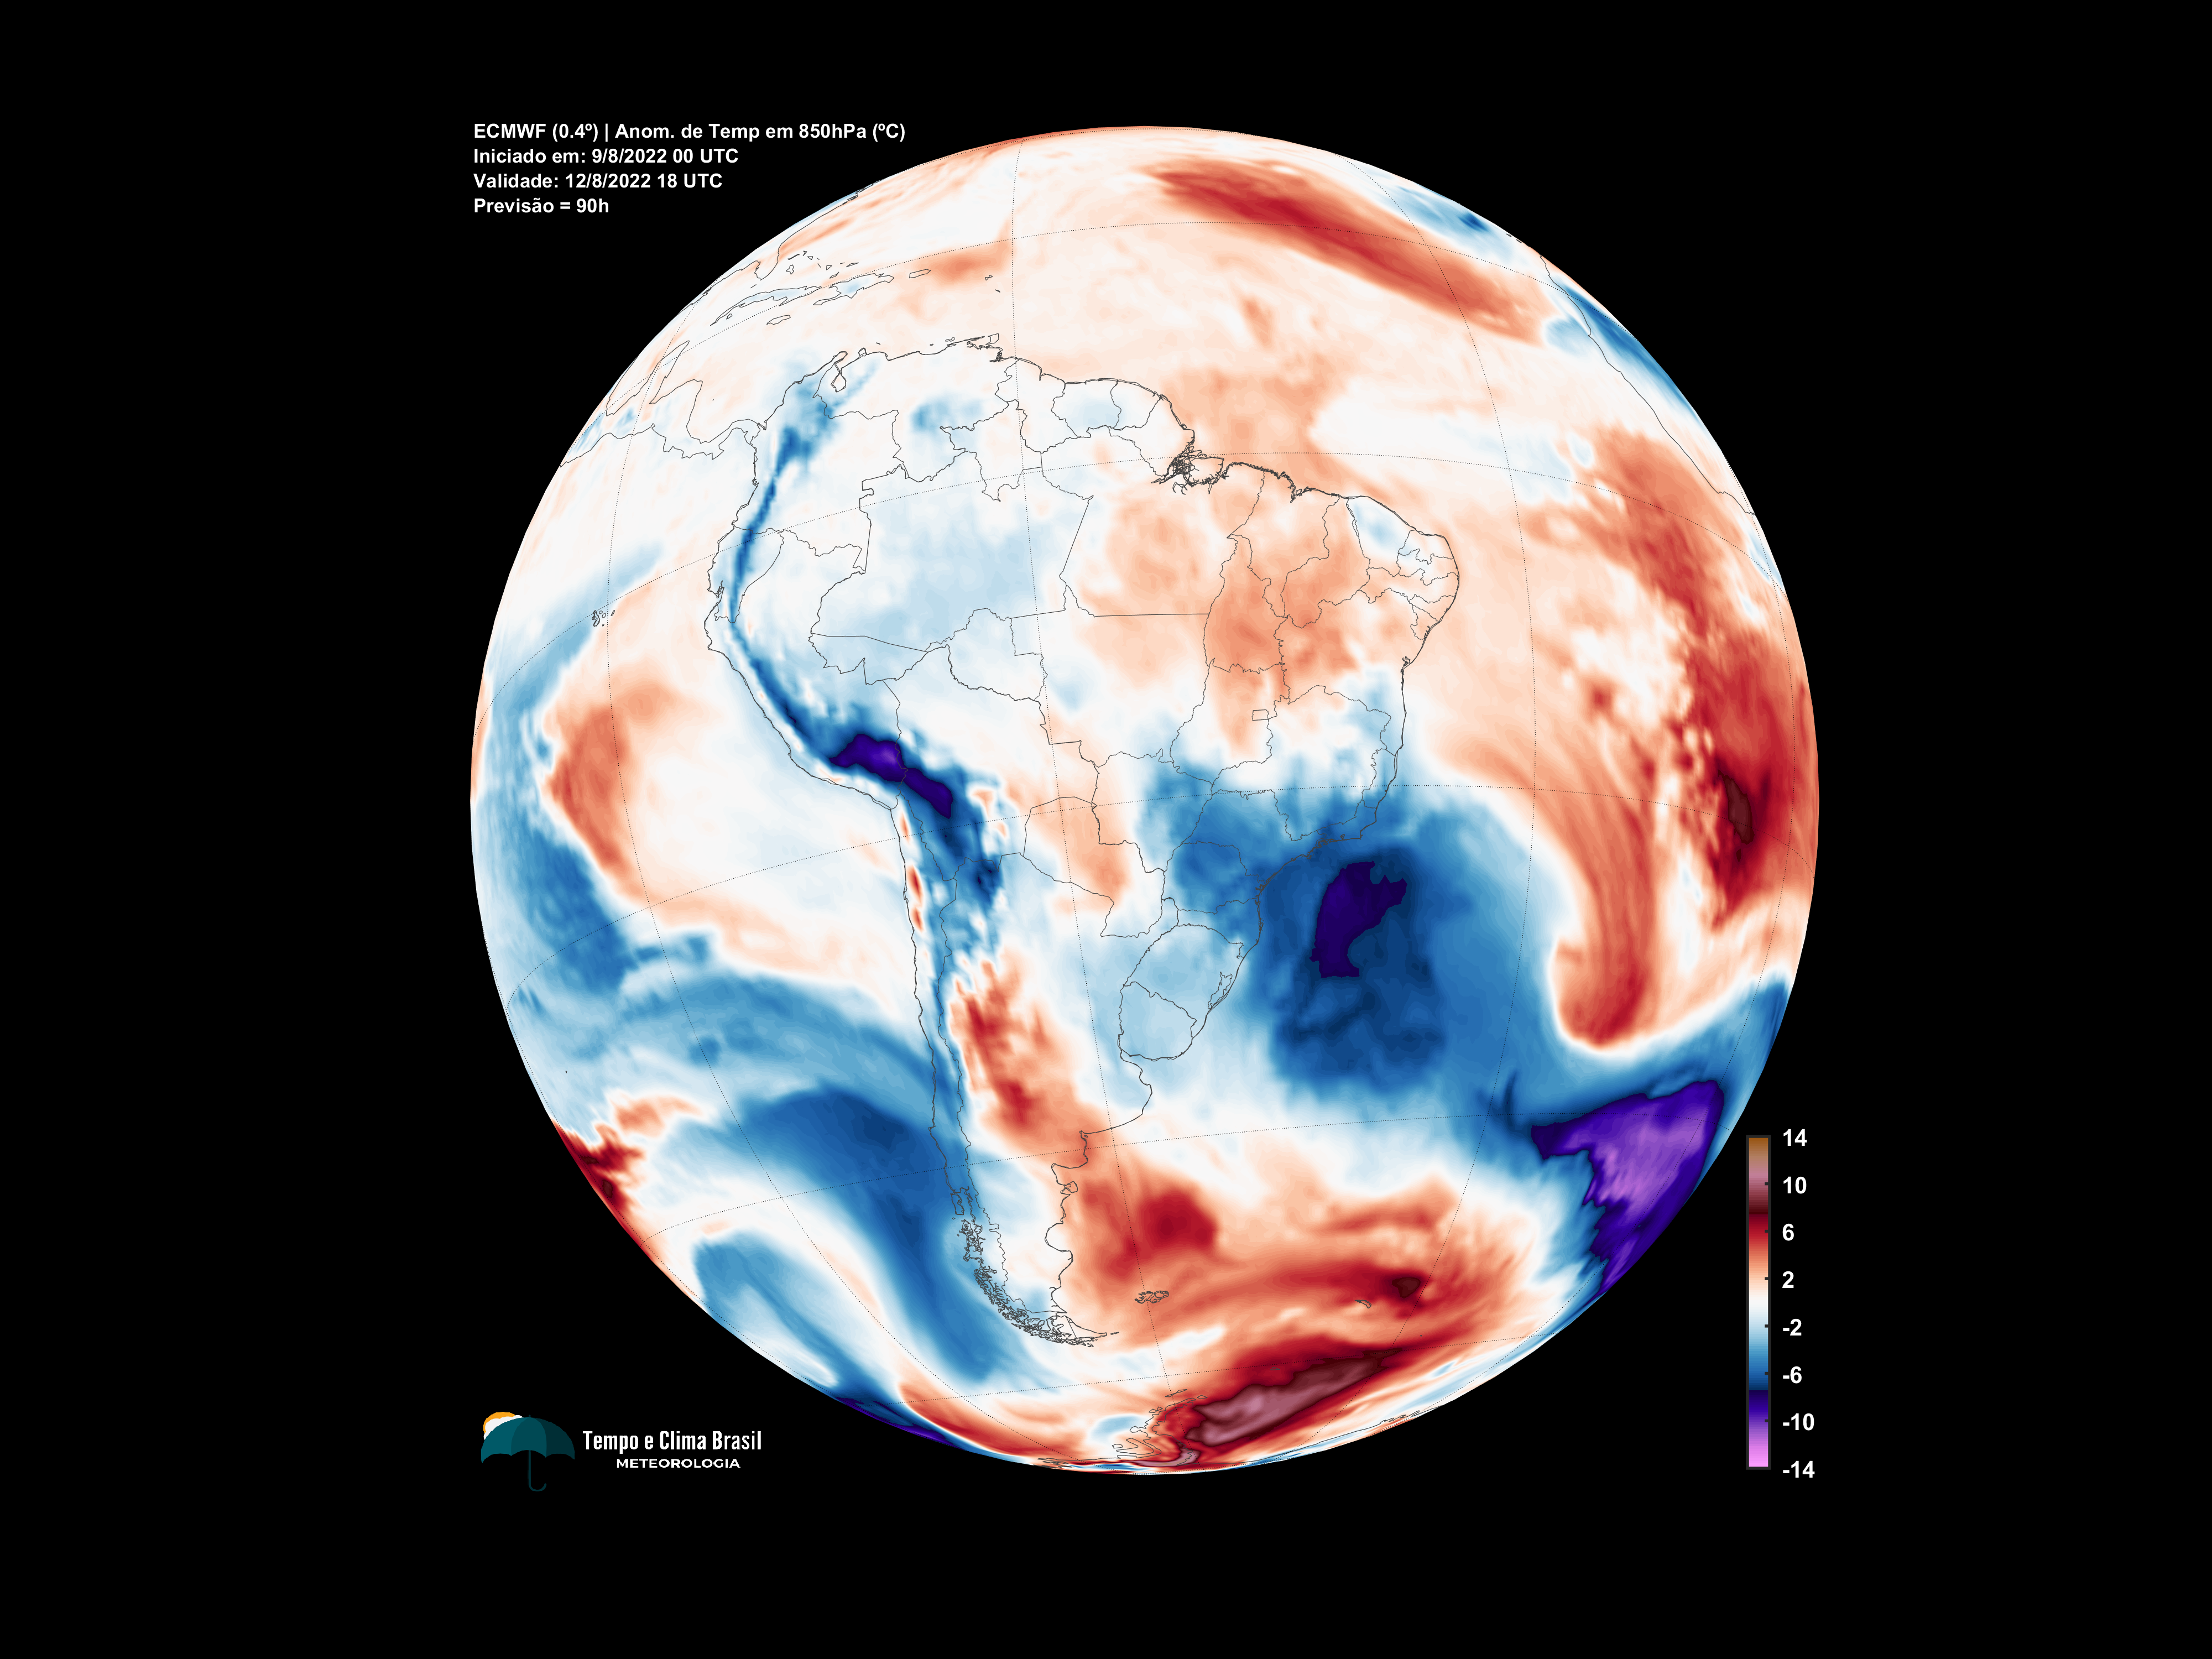 ECMWF (0.4º) | Anom. de Temp em 850hPa (ºC)
Iniciado em: 9/8/2022 00 UTC
Validade: 12/8/2022 18 UTC
Previsão = 90h
14
10
6
2
-2
-6
-10
-14
Tempo e Clima Brasil
METEOROLOGIA